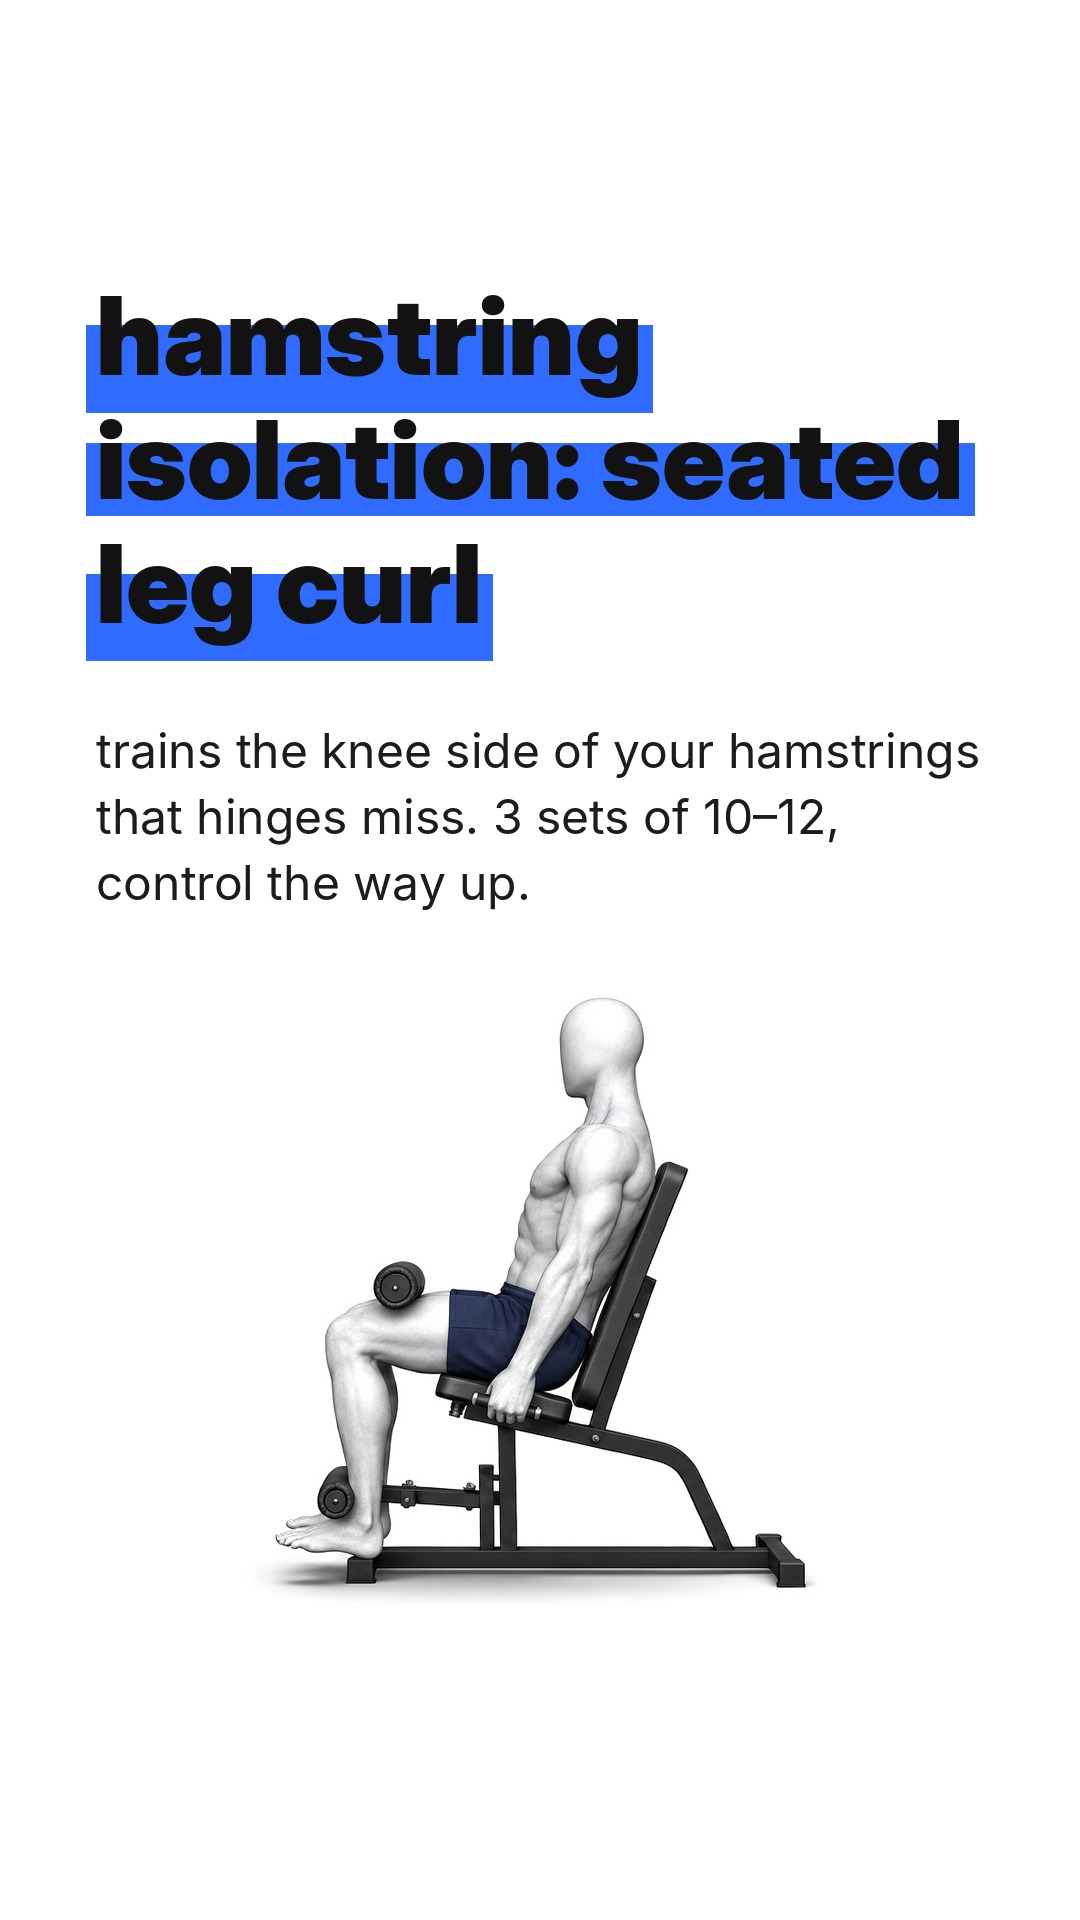 hamstring
isolation: seated
leg curl
trains the knee side of your hamstrings
that hinges miss. 3 sets of 10–12,
control the way up.